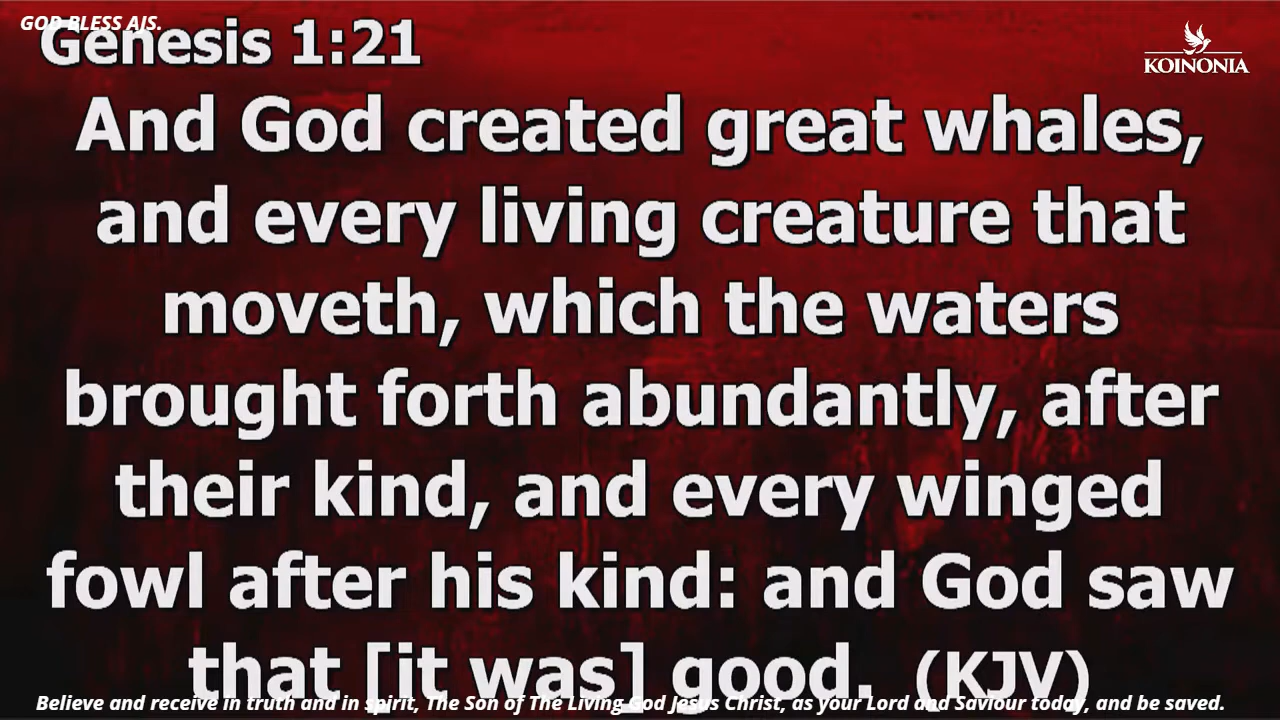 GOD BLESS AJS.
Genesis 1:21
KOINONIA
And God created great whales,
and every living creature that
moveth, which the waters
brought forth abundantly, after
their kind, and every winged
fowl after his kind: and God saw
that [it was] good. (KJV)
Believe and receive in truth and in spirit, The Son of The Living God Jesus Christ, as your Lord and Saviour today, and be saved.